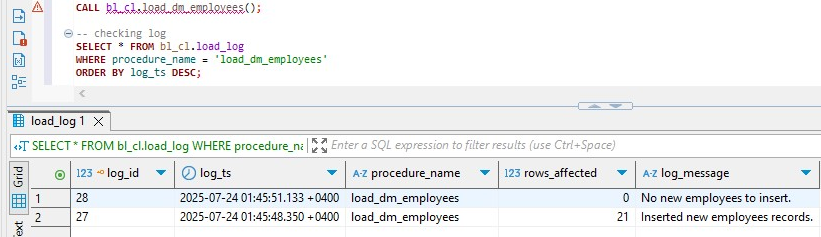 CALL bl_cl.load_dm_employees();
-- checking log
SELECT * FROM bl_cl.load_log
WHERE procedure_name = 'load_dm_employees'
ORDER BY log_ts DESC;
load_log 1
SELECT * FROM bl_cl.load_log WHERE procedure_na Enter a SQL expression to filter results (use Ctrl+Space)
Grid 123 log_id log_ts A-Z procedure_name 123 rows_affected A-Z log_message
1 28 2025-07-24 01:45:51.133 +0400 load_dm_employees 0 No new employees to insert.
2 27 2025-07-24 01:45:48.350 +0400 load_dm_employees 21 Inserted new employees records.